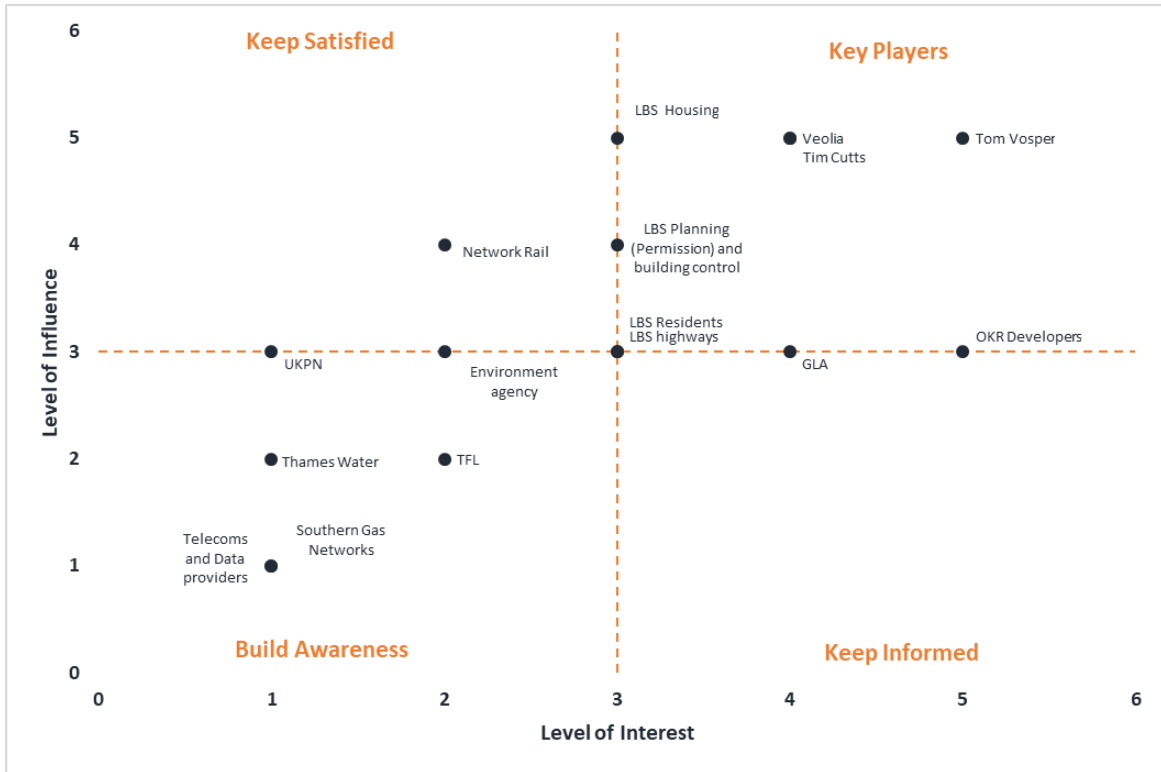 6
Keep Satisfied
Key Players
LBS Housing
5
Veolia
Tim Cutts
Tom Vosper
4
Network Rail
LBS Planning
(Permission) and
building control
Level of Influence
3
UKPN
Environment
agency
LBS Residents
LBS highways
GLA
OKR Developers
2
Thames Water
TFL
1
Telecoms
and Data
providers
Southern Gas
Networks
Build Awareness
Keep Informed
0
0 1 2 3 4 5 6
Level of Interest